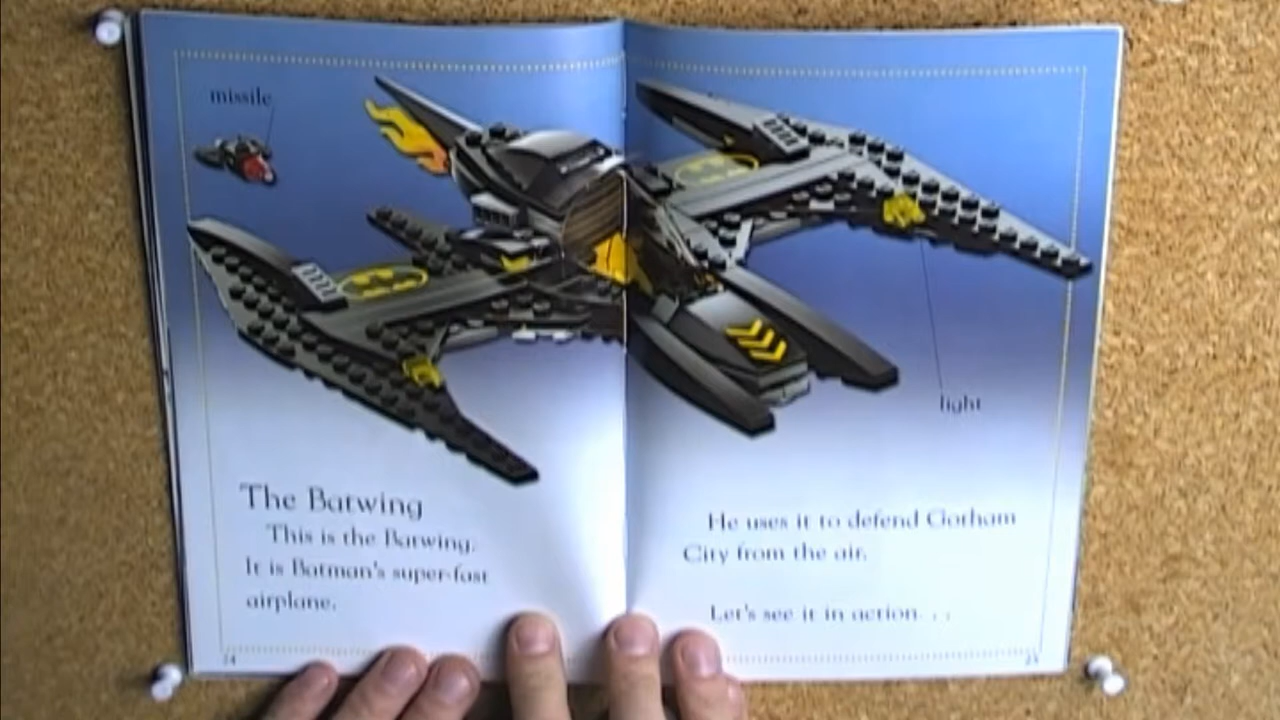 missile
light
The Batwing
This is the Batwing.
It is Batman's super-fast
airplane.
He uses it to defend Gotham
City from the air.
Let's see it in action. . .
24
25